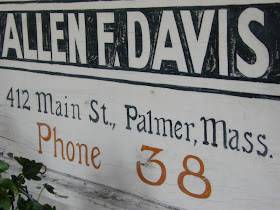 ALLEN F. DAVIS
412 Main St., Palmer, Mass.
Phone 38